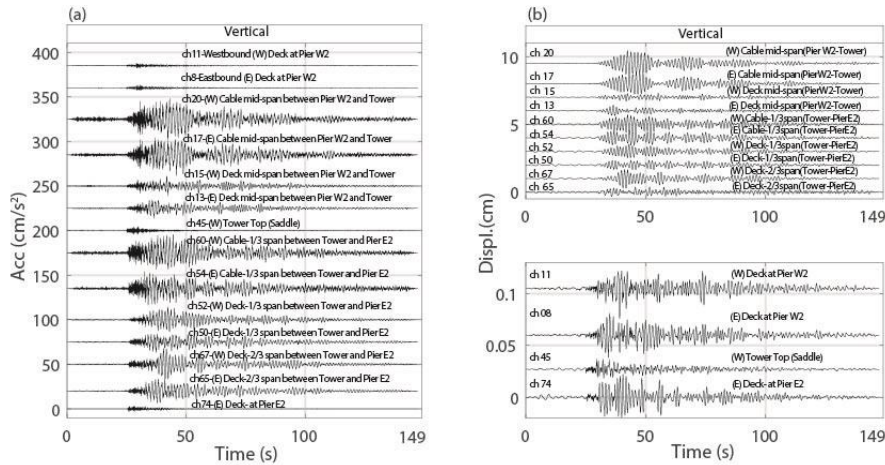 (a)
Vertical
400
350
300
250
200
150
100
50
0
Acc (cm/s²)
ch11-Westbound (W) Deck at Pier W2
ch8-Eastbound (E) Deck at Pier W2
ch20-(W) Cable mid-span between Pier W2 and Tower
ch17-(E) Cable mid-span between Pier W2 and Tower
ch15-(W) Deck mid-span between Pier W2 and Tower
ch13-(E) Deck mid-span between Pier W2 and Tower
ch45-(W) Tower Top (Saddle)
ch60-(W) Cable-1/3 span between Tower and Pier E2
ch54-(E) Cable-1/3 span between Tower and Pier E2
ch52-(W) Deck-1/3 span between Tower and Pier E2
ch50-(E) Deck-1/3 span between Tower and Pier E2
ch67-(W) Deck-2/3 span between Tower and Pier E2
ch65-(E) Deck-2/3 span between Tower and Pier E2
ch74-(E) Deck- at Pier E2
0 50 100 149
Time (s)
(b)
Vertical
10
5
0
Displ.(cm)
ch 20 (W) Cable mid-span(Pier W2-Tower)
ch 17 (E) Cable mid-span(PierW2-Tower)
ch 15 (W) Deck mid-span(PierW2-Tower)
ch 13 (E) Deck mid-span(PierW2-Tower)
ch 60 (W) Cable-1/3span(Tower-PierE2)
ch 54 (E) Cable-1/3span(Tower-PierE2)
ch 52 (W) Deck-1/3span(Tower-PierE2)
ch 50 (E) Deck-1/3span(Tower-PierE2)
ch 67 (W) Deck-2/3span(Tower-PierE2)
ch 65 (E) Deck-2/3span(Tower-PierE2)
0 50 100 149
0.1
0.05
0
ch 11 (W) Deck at Pier W2
ch 08 (E) Deck at Pier W2
ch 45 (W) Tower Top (Saddle)
ch 74 (E) Deck- at Pier E2
0 50 100 149
Time (s)